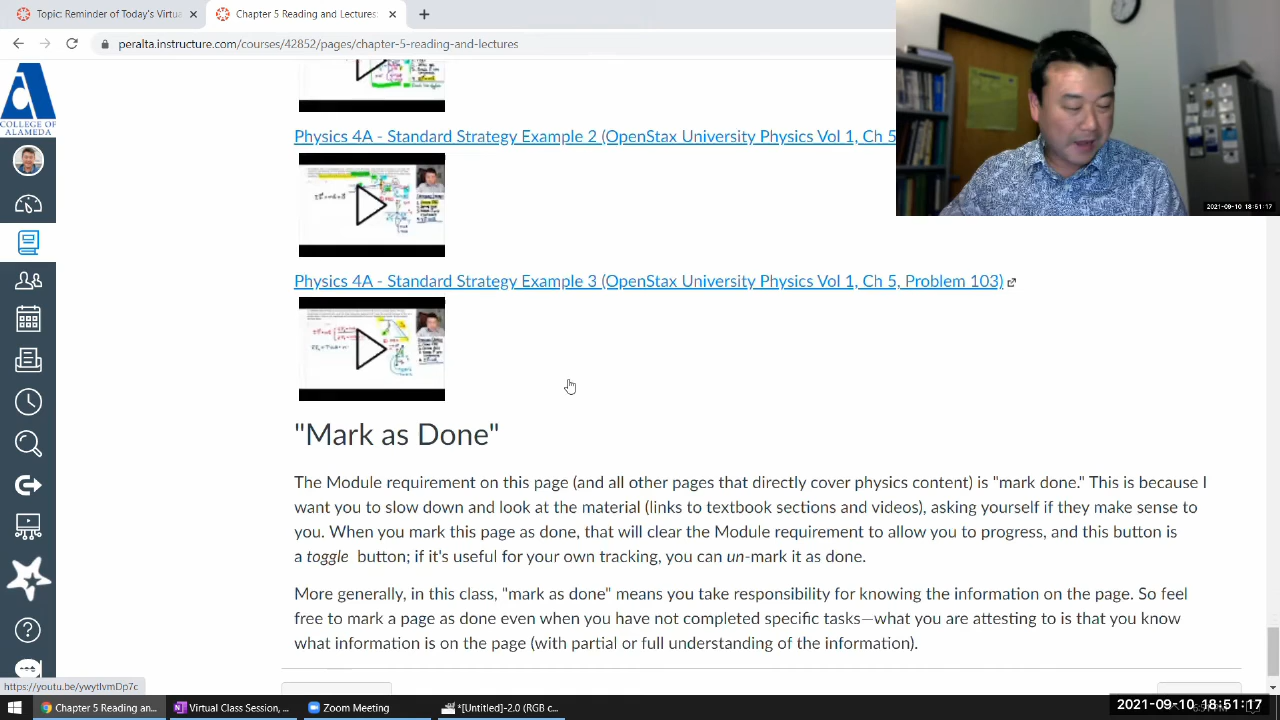 Topic: Reminder of Today's Virtua
Chapter 5 Reading and Lectures:
peralta.instructure.com/courses/42852/pages/chapter-5-reading-and-lectures
COLLEGE OF
ALAMEDA
Physics 4A - Standard Strategy Example 2 (OpenStax University Physics Vol 1, Ch 5
2021-09-10 18:51:17
Physics 4A - Standard Strategy Example 3 (OpenStax University Physics Vol 1, Ch 5, Problem 103)
"Mark as Done"
The Module requirement on this page (and all other pages that directly cover physics content) is "mark done." This is because I
want you to slow down and look at the material (links to textbook sections and videos), asking yourself if they make sense to
you. When you mark this page as done, that will clear the Module requirement to allow you to progress, and this button is
a toggle button; if it's useful for your own tracking, you can un-mark it as done.
More generally, in this class, "mark as done" means you take responsibility for knowing the information on the page. So feel
free to mark a page as done even when you have not completed specific tasks—what you are attesting to is that you know
what information is on the page (with partial or full understanding of the information).
https://youtu.be/ywytlvmDp7c
Chapter 5 Reading an...
Virtual Class Session, ...
Zoom Meeting
*[Untitled]-2.0 (RGB c...
2021-09-10 18:51:17